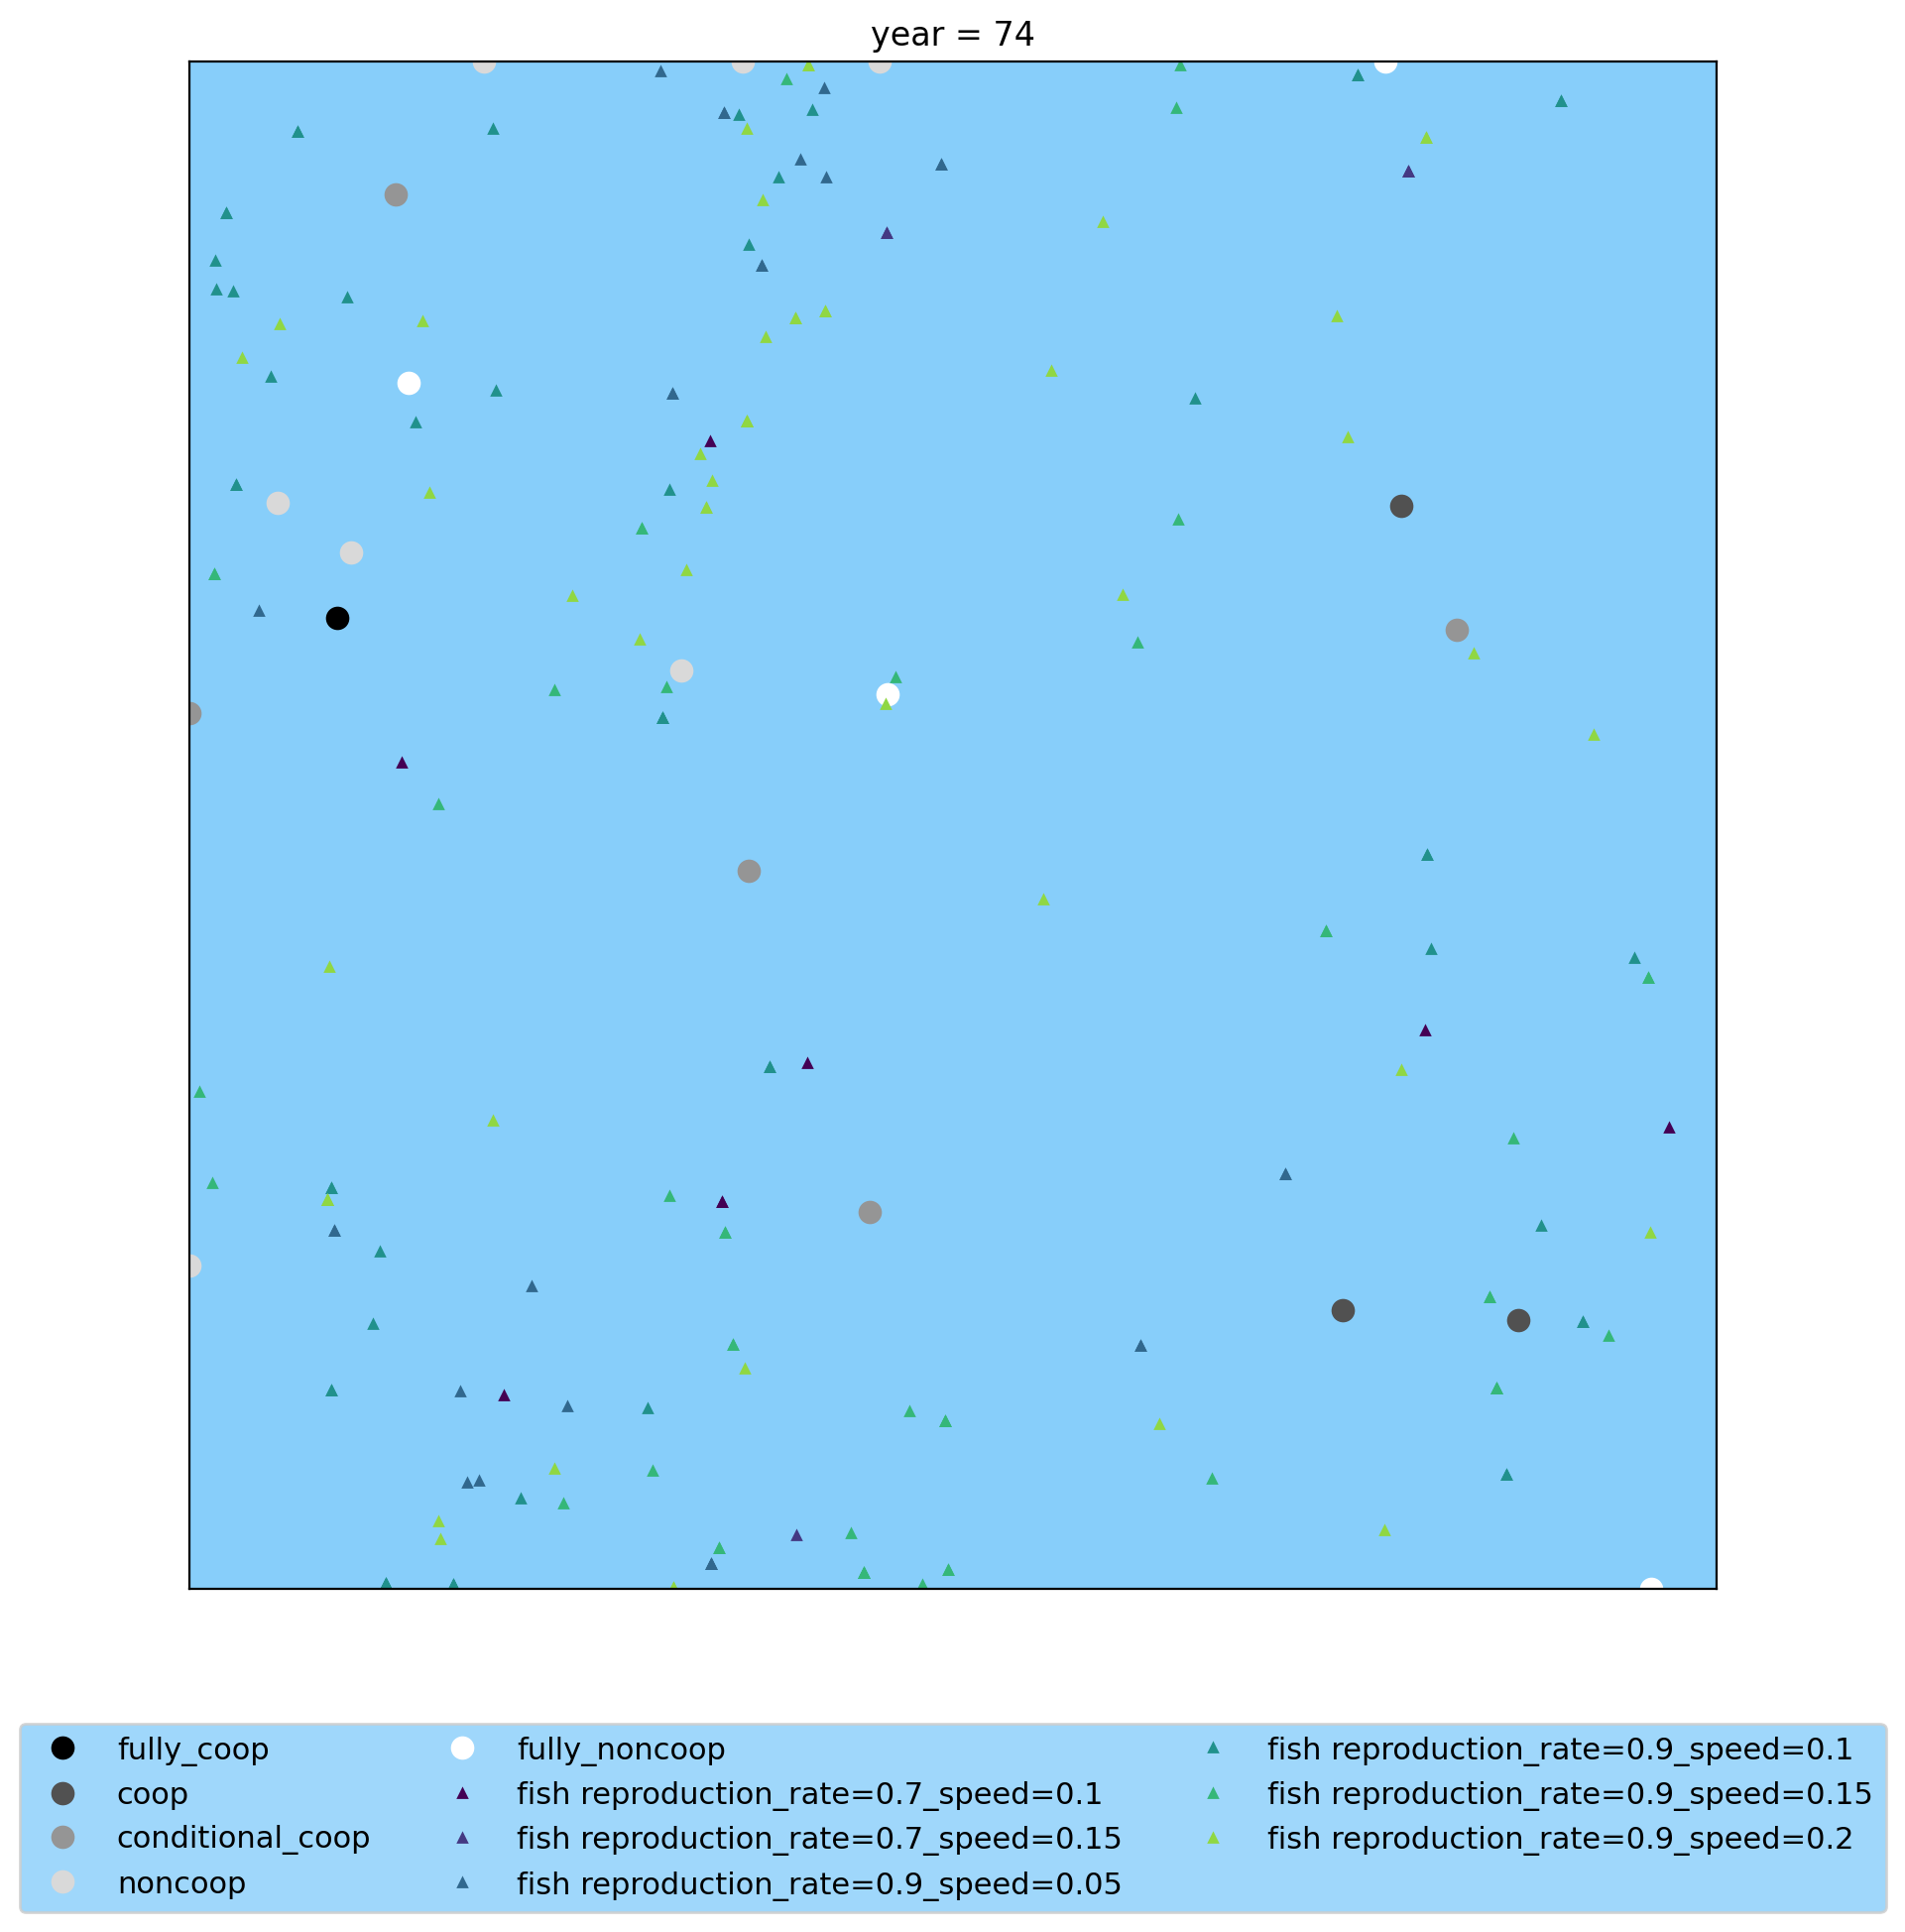 year = 74
fully_coop
coop
conditional_coop
noncoop
fully_noncoop
fish reproduction_rate=0.7_speed=0.1
fish reproduction_rate=0.7_speed=0.15
fish reproduction_rate=0.9_speed=0.05
fish reproduction_rate=0.9_speed=0.1
fish reproduction_rate=0.9_speed=0.15
fish reproduction_rate=0.9_speed=0.2